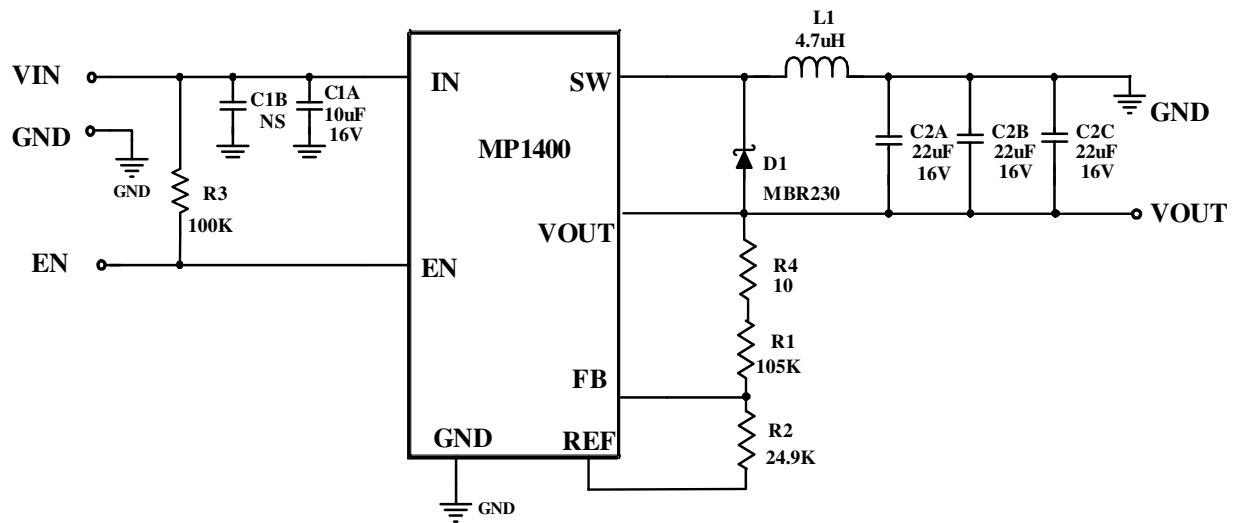 L1
4.7uH
VIN
IN
SW
C1B
NS
C1A
10uF
16V
GND
GND
GND
MP1400
C2A
22uF
16V
C2B
22uF
16V
C2C
22uF
16V
R3
100K
D1
MBR230
VOUT
VOUT
EN
EN
R4
10
R1
105K
FB
GND
REF
R2
24.9K
GND